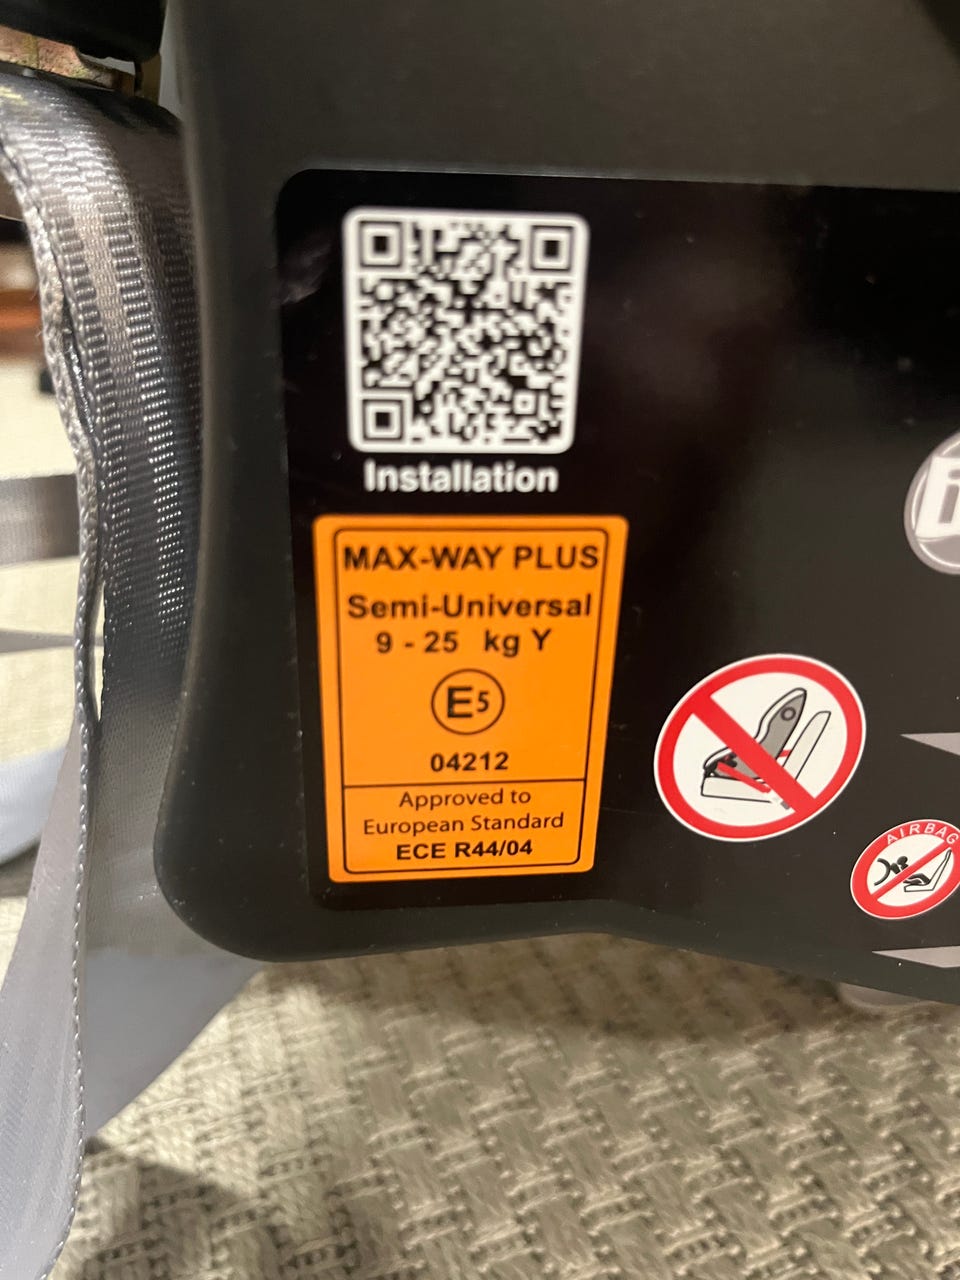 Installation
MAX-WAY PLUS
Semi-Universal
9 - 25 kg Y
E5
04212
Approved to
European Standard
ECE R44/04
AIRBAG